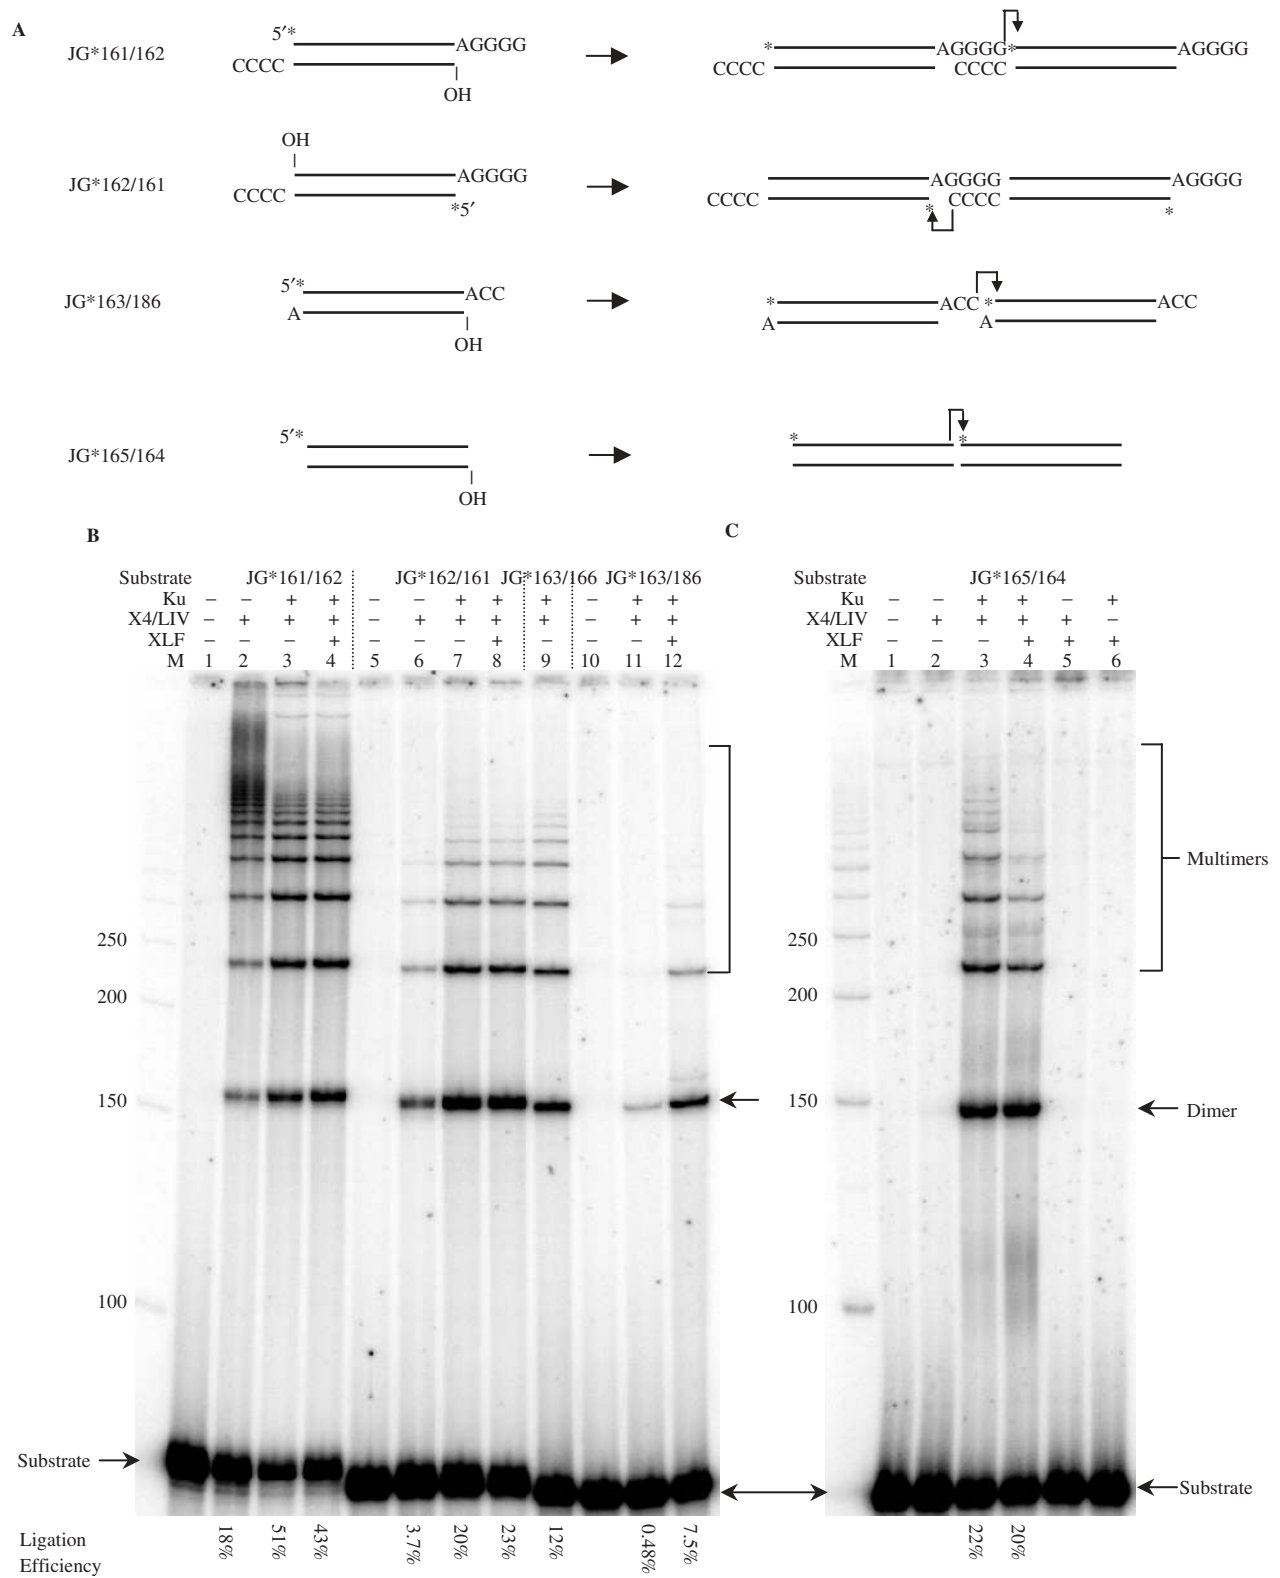 A
JG*161/162
5′*
AGGGG
CCCC
OH
*
AGGGG*
AGGGG
CCCC
CCCC
JG*162/161
OH
AGGGG
CCCC
*5′
AGGGG
AGGGG
CCCC
*
CCCC
*
JG*163/186
5′*
ACC
A
OH
*
ACC *
ACC
A
A
JG*165/164
5′*
OH
*
*
B
Substrate JG*161/162 JG*162/161 JG*163/166 JG*163/186
Ku – – + + – – + + + – + +
X4/LIV – + + + – + + + + – + +
XLF – – – + – – – + – – – +
M 1 2 3 4 5 6 7 8 9 10 11 12
250
200
150
100
Substrate
Ligation
Efficiency
18% 51% 43% 3.7% 20% 23% 12% 0.48% 7.5%
C
Substrate JG*165/164
Ku – – + + – +
X4/LIV – + + + + –
XLF – – – + + +
M 1 2 3 4 5 6
Multimers
250
200
150
Dimer
100
Substrate
22% 20%